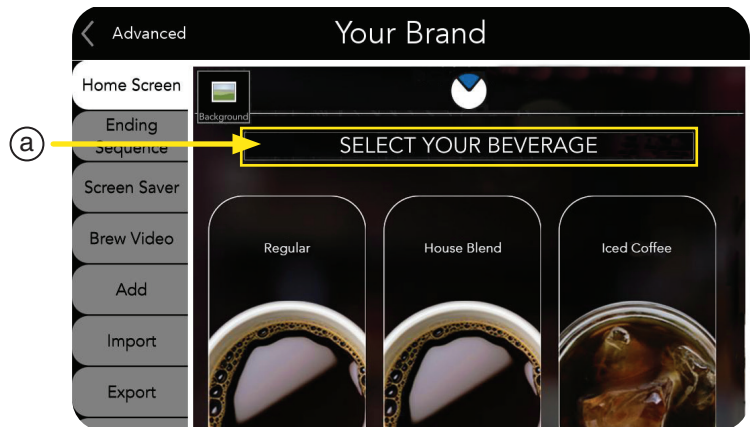 Advanced
Your Brand
Home Screen
Ending
Sequence
Screen Saver
Brew Video
Add
Import
Export
Background
a
SELECT YOUR BEVERAGE
Regular
House Blend
Iced Coffee